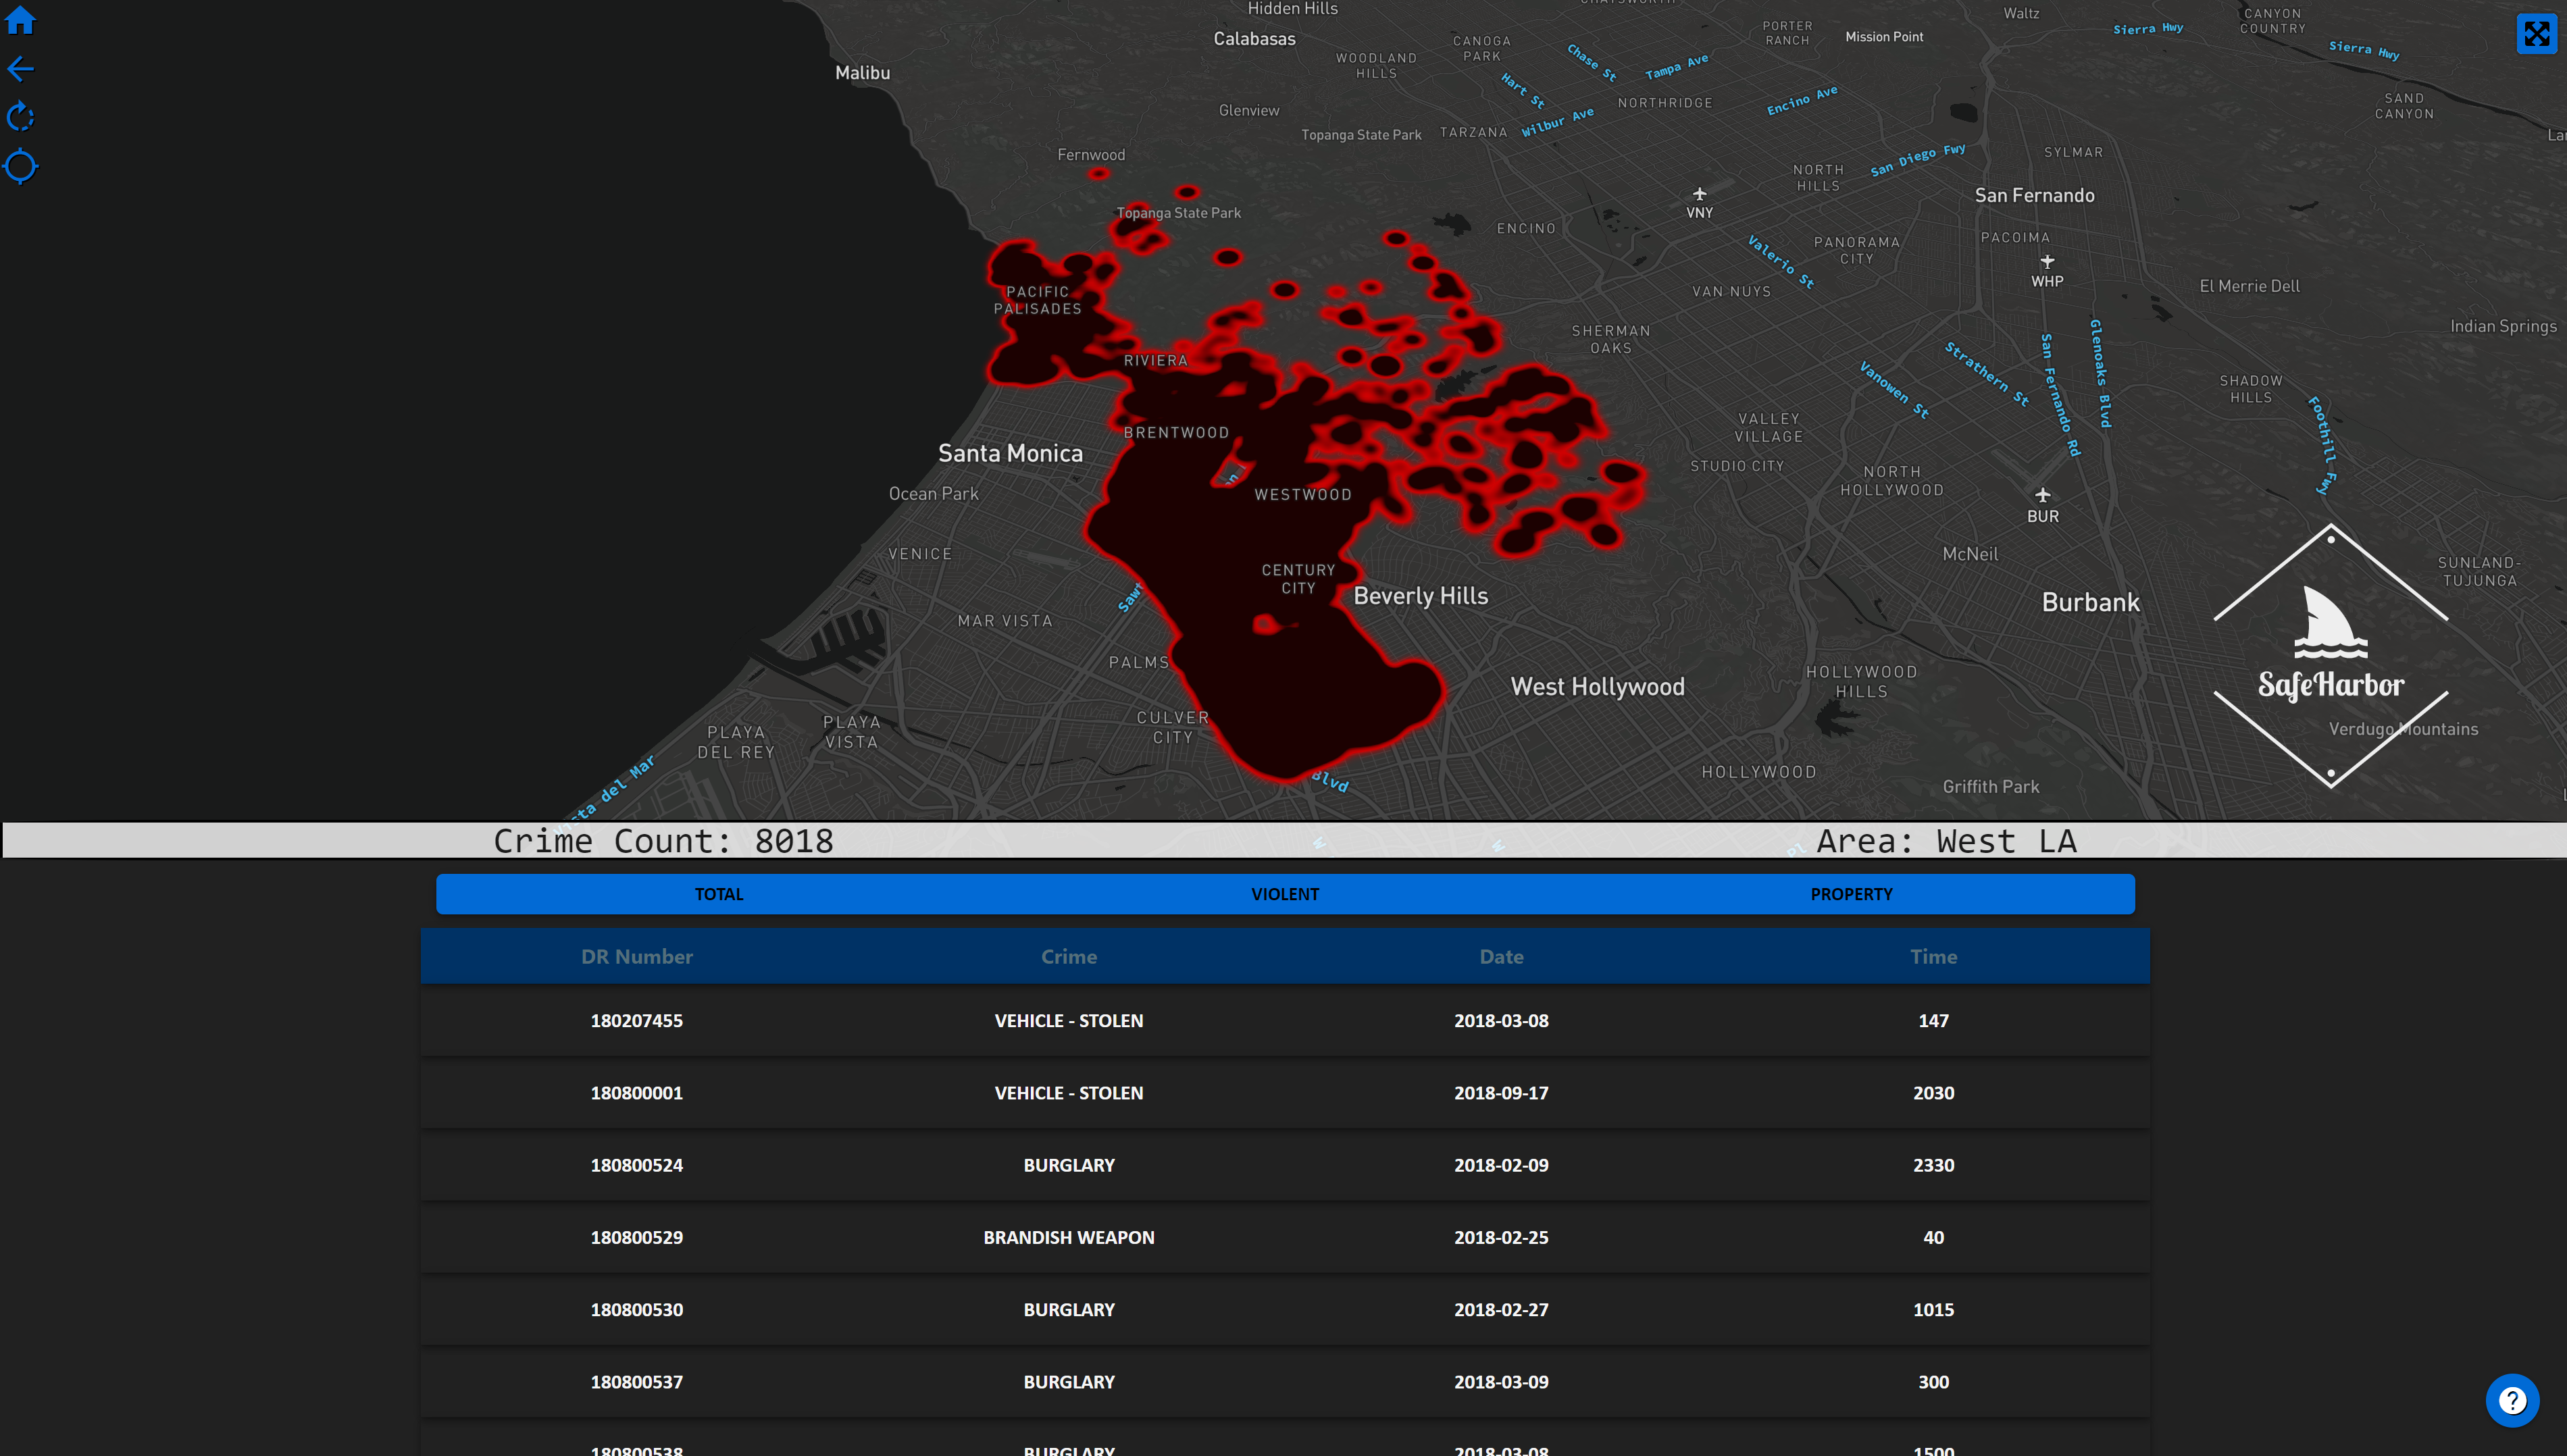 Hidden Hills
CHATSWORTH
Waltz
CANYON
COUNTRY
Sierra Hwy
Sierra Hwy
Calabasas
CANOGA
PARK
PORTER
RANCH
Mission Point
Malibu
WOODLAND
HILLS
Chase St
Tampa Ave
Hart St
NORTHRIDGE
Encino Ave
SAND
CANYON
Glenview
Topanga State Park
TARZANA
Wilbur Ave
Fernwood
San Diego Fwy
SYLMAR
NORTH
HILLS
San Fernando
Topanga State Park
VNY
ENCINO
PANORAMA
CITY
PACOIMA
Valerio St
WHP
El Merrie Dell
PACIFIC
PALISADES
VAN NUYS
Indian Springs
SHERMAN
OAKS
San Fernando Rd
Glenoaks Blvd
RIVIERA
Strathern St
Vanowen St
SHADOW
HILLS
Foothill Fwy
BRENTWOOD
VALLEY
VILLAGE
Santa Monica
STUDIO CITY
NORTH
HOLLYWOOD
Ocean Park
WESTWOOD
BUR
VENICE
McNeil
SUNLAND-
TUJUNGA
CENTURY
CITY
Beverly Hills
Burbank
Sawt
MAR VISTA
PALMS
West Hollywood
HOLLYWOOD
HILLS
SafeHarbor
CULVER
CITY
PLAYA
DEL REY
PLAYA
VISTA
Verdugo Mountains
Vista del Mar
Blvd
HOLLYWOOD
Griffith Park
Crime Count: 8018
Area: West LA
W
W
Pl
TOTAL VIOLENT PROPERTY
DR Number Crime Date Time
180207455 VEHICLE - STOLEN 2018-03-08 147
180800001 VEHICLE - STOLEN 2018-09-17 2030
180800524 BURGLARY 2018-02-09 2330
180800529 BRANDISH WEAPON 2018-02-25 40
180800530 BURGLARY 2018-02-27 1015
180800537 BURGLARY 2018-03-09 300
180800538 BURGLARY 2018-03-08 1500
?